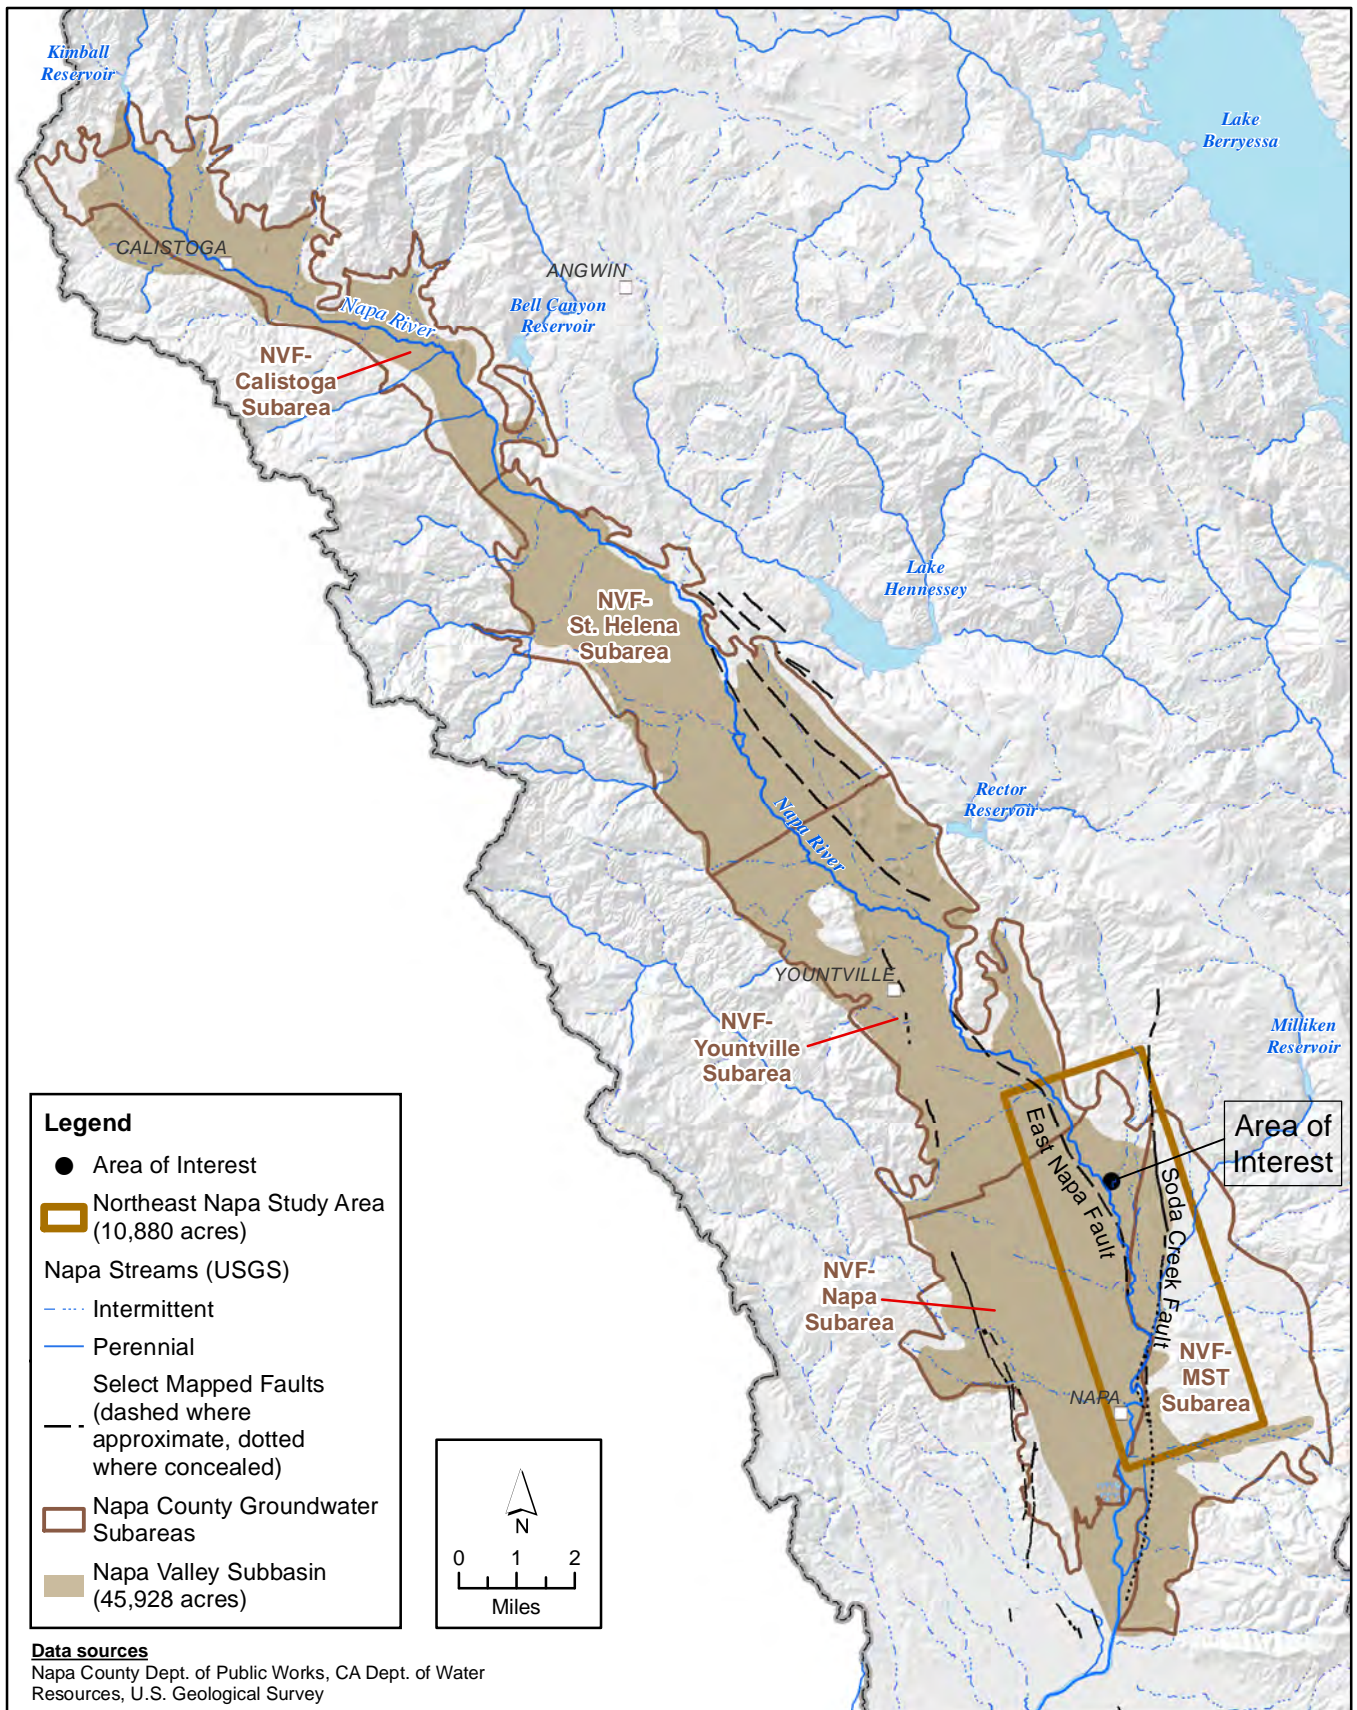 Kimball
Reservoir
Lake
Berryessa
CALISTOGA
ANGWIN
Napa River
Bell Canyon
Reservoir
NVF-
Calistoga
Subarea
Lake
Hennessey
NVF-
St. Helena
Subarea
Rector
Reservoir
Napa River
YOUNTVILLE
NVF-
Yountville
Subarea
Milliken
Reservoir
Area of
Interest
East Napa Fault
Soda Creek Fault
NVF-
Napa
Subarea
NVF-
MST
Subarea
NAPA
Legend
Area of Interest
Northeast Napa Study Area
(10,880 acres)
Napa Streams (USGS)
Intermittent
Perennial
Select Mapped Faults
(dashed where
approximate, dotted
where concealed)
Napa County Groundwater
Subareas
Napa Valley Subbasin
(45,928 acres)
N
0 1 2
Miles
Data sources
Napa County Dept. of Public Works, CA Dept. of Water
Resources, U.S. Geological Survey